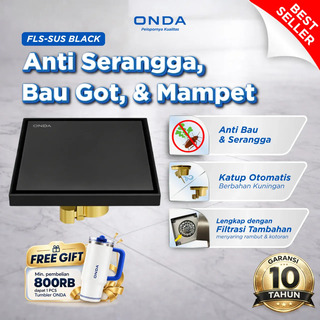 ONDA
Pelopornya Kualitas
BEST
SELLER
FLS-SUS BLACK
Anti Serangga,
Bau Got, & Mampet
ONDA
Anti Bau
& Serangga
Katup Otomatis
Berbahan Kuningan
Lengkap dengan
Filtrasi Tambahan
menyaring rambut & kotoran
FREE GIFT
Min. pembelian
800RB
dapat 1 PCS
Tumbler ONDA
ONDA
GARANSI
10
TAHUN